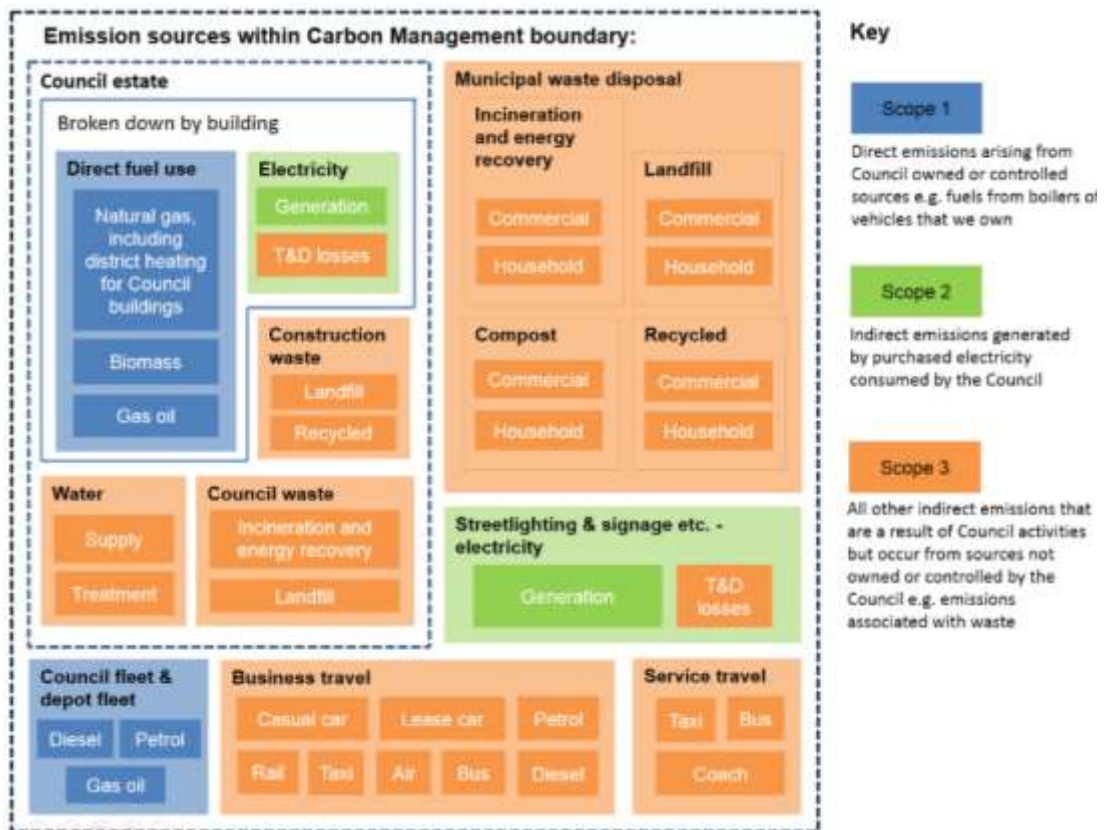 Emission sources within Carbon Management boundary:
Council estate
Broken down by building
Direct fuel use
Natural gas,
including
district heating
for Council
buildings
Biomass
Gas oil
Electricity
Generation
T&D losses
Construction
waste
Landfill
Recycled
Water
Supply
Treatment
Council waste
Incineration and
energy recovery
Landfill
Municipal waste disposal
Incineration
and energy
recovery
Commercial
Household
Landfill
Commercial
Household
Compost
Commercial
Household
Recycled
Commercial
Household
Streetlighting & signage etc. -
electricity
Generation
T&D
losses
Council fleet &
depot fleet
Diesel
Petrol
Gas oil
Business travel
Casual car
Lease car
Petrol
Rail
Taxi
Air
Bus
Diesel
Service travel
Taxi
Bus
Coach
Key
Scope 1
Direct emissions arising from
Council owned or controlled
sources e.g. fuels from boilers of
vehicles that we own
Scope 2
Indirect emissions generated
by purchased electricity
consumed by the Council
Scope 3
All other indirect emissions that
are a result of Council activities
but occur from sources not
owned or controlled by the
Council e.g. emissions
associated with waste